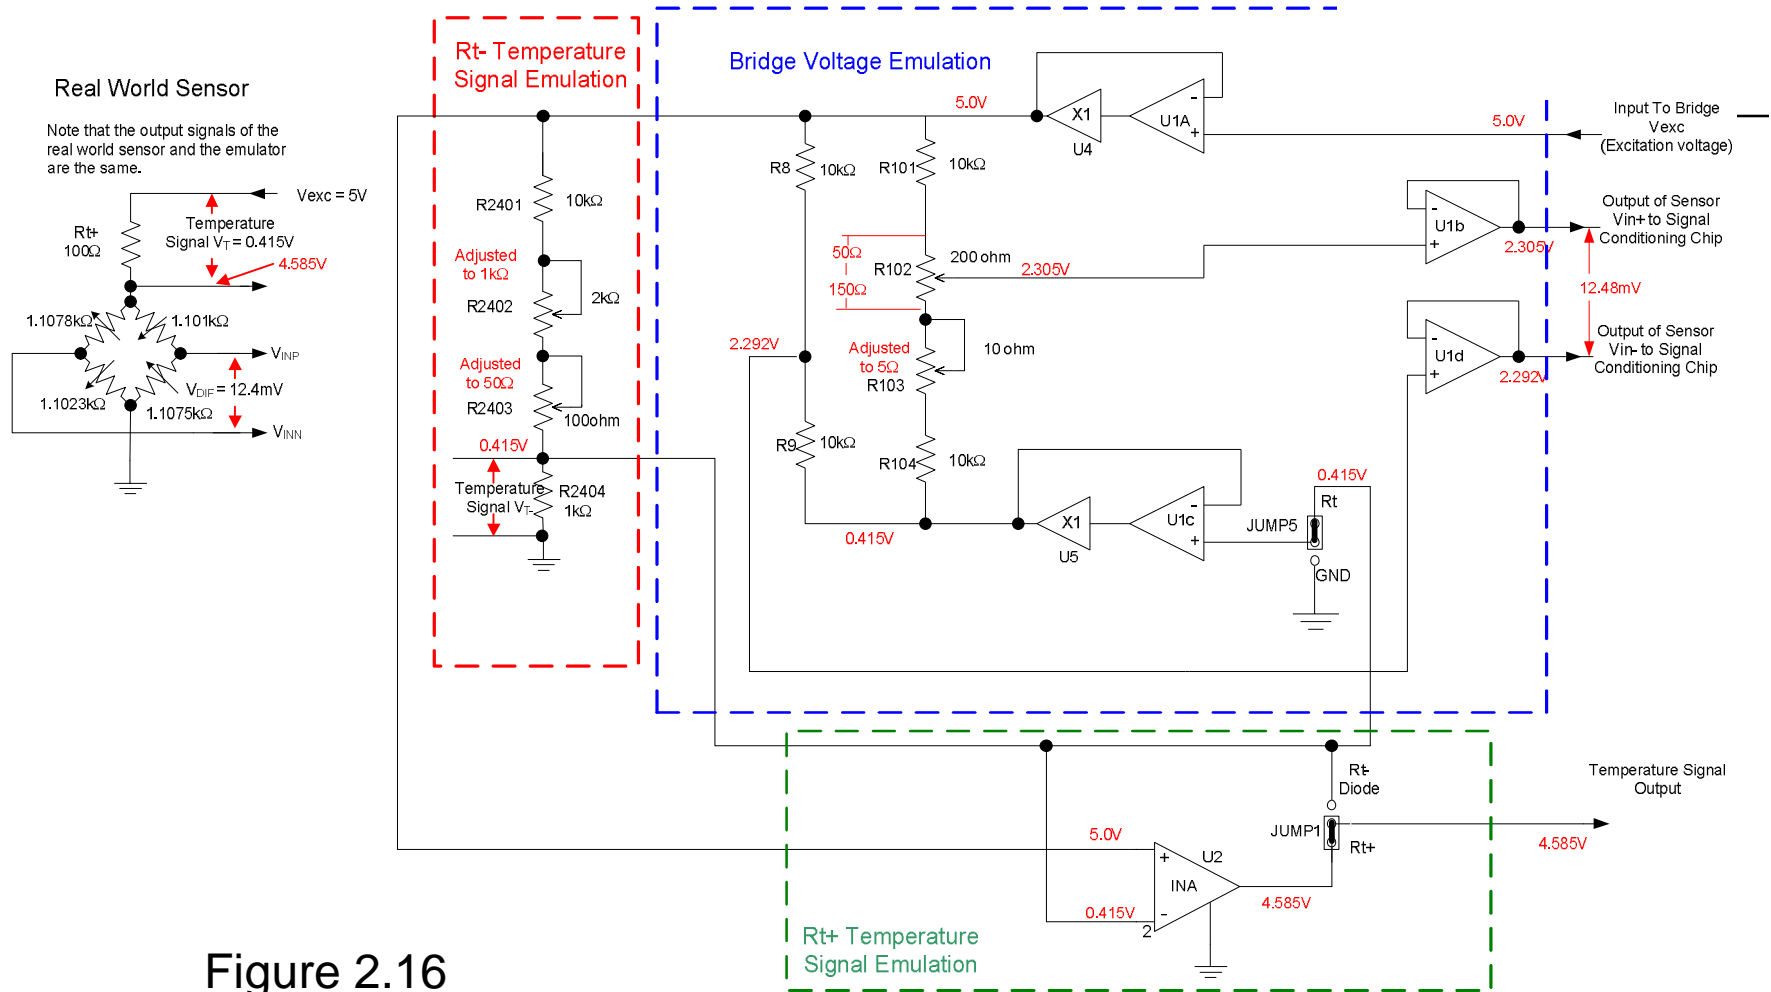 Real World Sensor
Note that the output signals of the
real world sensor and the emulator
are the same.
Vexc = 5V
Rt+
100Ω
Temperature
Signal VT = 0.415V
4.585V
1.1078kΩ
1.101kΩ
VINP
VDIF = 12.4mV
1.1023kΩ
1.1075kΩ
VINN
Rt- Temperature
Signal Emulation
R2401
10kΩ
Adjusted
to 1kΩ
R2402
2kΩ
Adjusted
to 50Ω
R2403
100ohm
0.415V
Temperature
Signal VT-
R2404
1kΩ
Bridge Voltage Emulation
5.0V
X1
U4
U1A
-
+
5.0V
Input To Bridge
Vexc
(Excitation voltage)
R8
10kΩ
R101
10kΩ
50Ω
150Ω
R102
200 ohm
2.305V
-
+
U1b
2.305V
Output of Sensor
Vin+ to Signal
Conditioning Chip
12.48mV
2.292V
Adjusted
to 5Ω
R103
10 ohm
-
+
U1d
2.292V
Output of Sensor
Vin- to Signal
Conditioning Chip
R9
10kΩ
R104
10kΩ
0.415V
X1
U5
U1c
-
+
0.415V
Rt
JUMP5
GND
Rt-
Diode
JUMP1
Rt+
Temperature Signal
Output
4.585V
5.0V
+
U2
INA
4.585V
0.415V
-
2
Rt+ Temperature
Signal Emulation
Figure 2.16